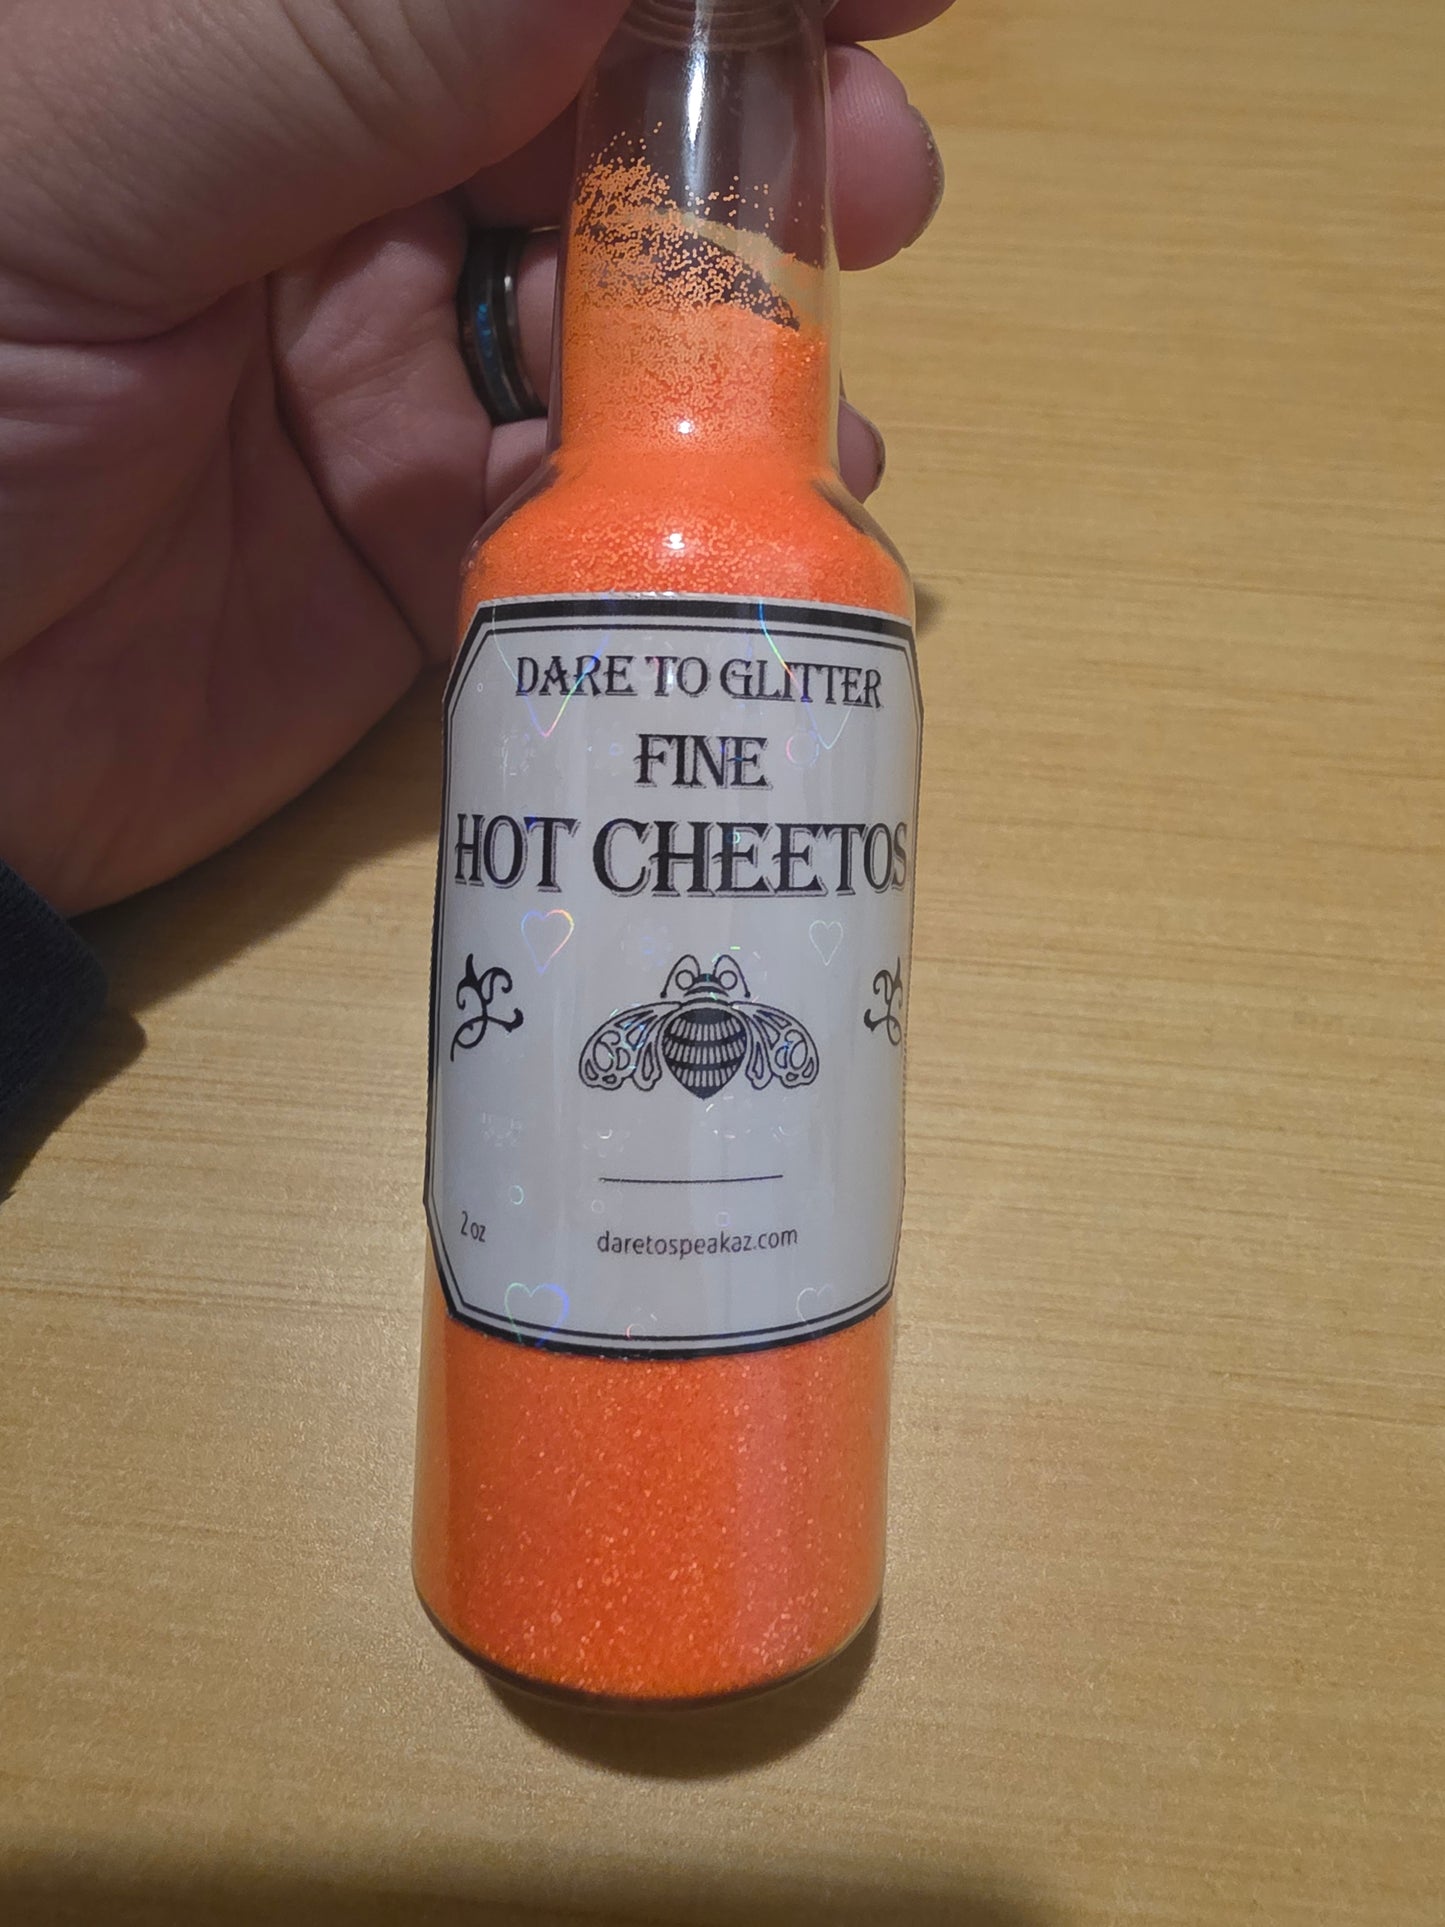 DARE TO GLITTER
FINE
HOT CHEETOS
2 oz
daretospeakaz.com